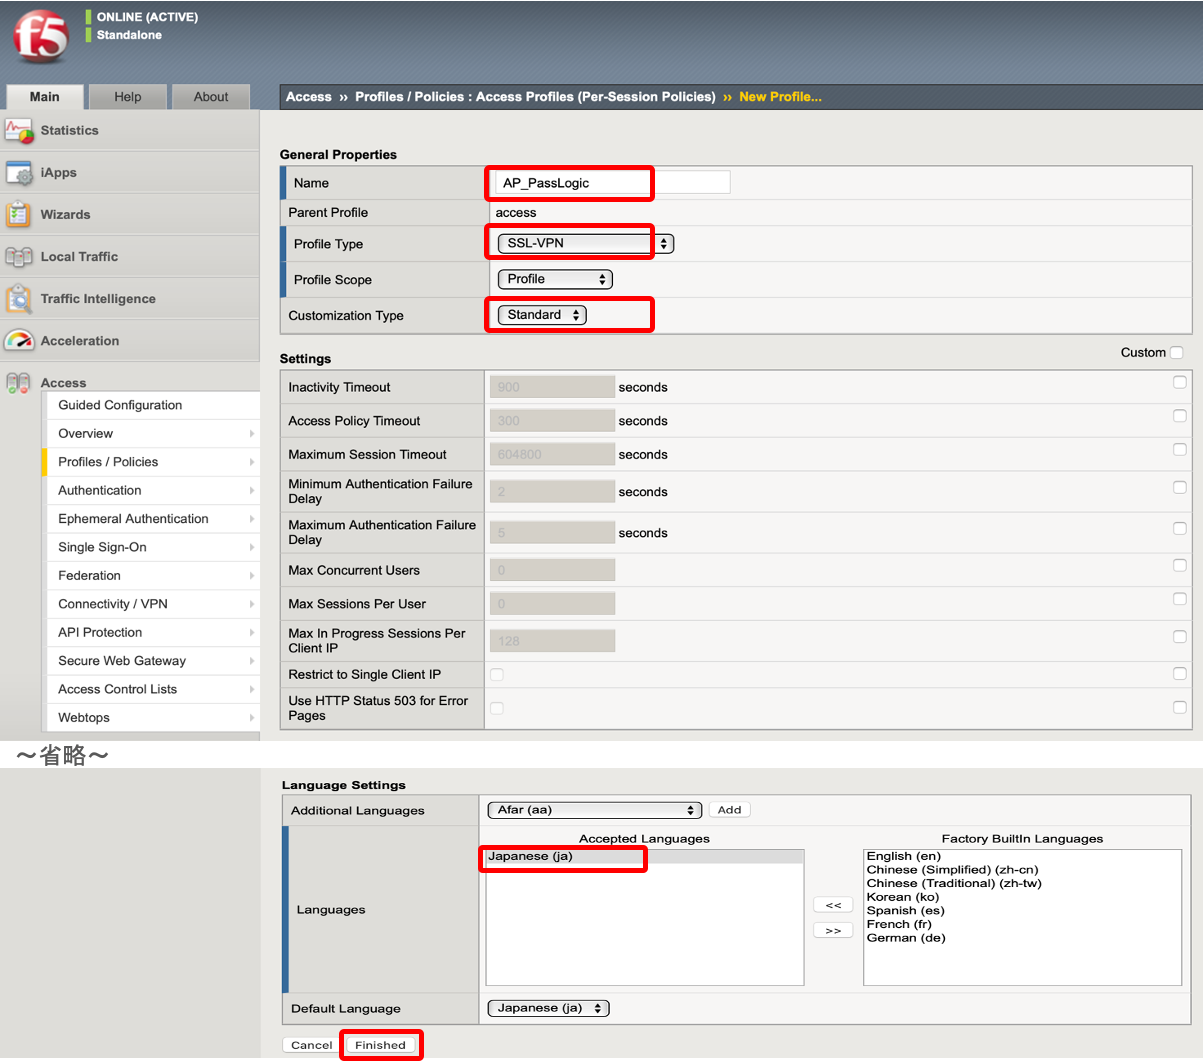 f5
ONLINE (ACTIVE)
Standalone
Main
Help
About
Access ›› Profiles / Policies : Access Profiles (Per-Session Policies) ›› New Profile...
Statistics
iApps
Wizards
Local Traffic
Traffic Intelligence
Acceleration
Access
Guided Configuration
Overview
Profiles / Policies
Authentication
Ephemeral Authentication
Single Sign-On
Federation
Connectivity / VPN
API Protection
Secure Web Gateway
Access Control Lists
Webtops
General Properties
Name AP_PassLogic
Parent Profile access
Profile Type SSL-VPN
Profile Scope Profile
Customization Type Standard
Settings Custom
Inactivity Timeout 900 seconds
Access Policy Timeout 300 seconds
Maximum Session Timeout 604800 seconds
Minimum Authentication Failure
Delay 2 seconds
Maximum Authentication Failure
Delay 5 seconds
Max Concurrent Users 0
Max Sessions Per User 0
Max In Progress Sessions Per
Client IP 128
Restrict to Single Client IP
Use HTTP Status 503 for Error
Pages
～省略～
Language Settings
Additional Languages Afar (aa) Add
Languages
Accepted Languages
Japanese (ja)
<<
>>
Factory BuiltIn Languages
English (en)
Chinese (Simplified) (zh-cn)
Chinese (Traditional) (zh-tw)
Korean (ko)
Spanish (es)
French (fr)
German (de)
Default Language Japanese (ja)
Cancel Finished